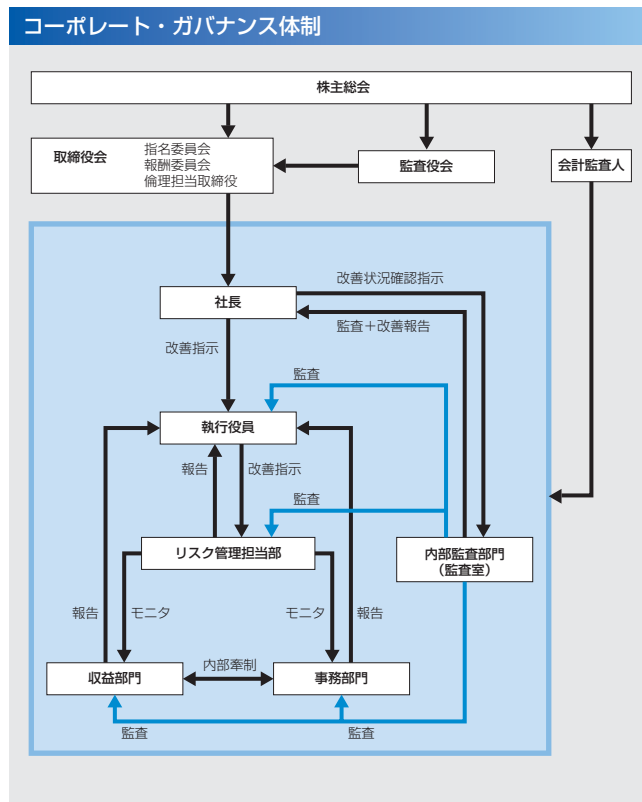 コーポレート・ガバナンス体制
株主総会
取締役会
指名委員会
報酬委員会
倫理担当取締役
監査役会
会計監査人
改善状況確認指示
社長
監査＋改善報告
改善指示
監査
執行役員
報告
改善指示
監査
リスク管理担当部
内部監査部門
（監査室）
報告
モニタ
モニタ
報告
内部牽制
収益部門
事務部門
監査
監査